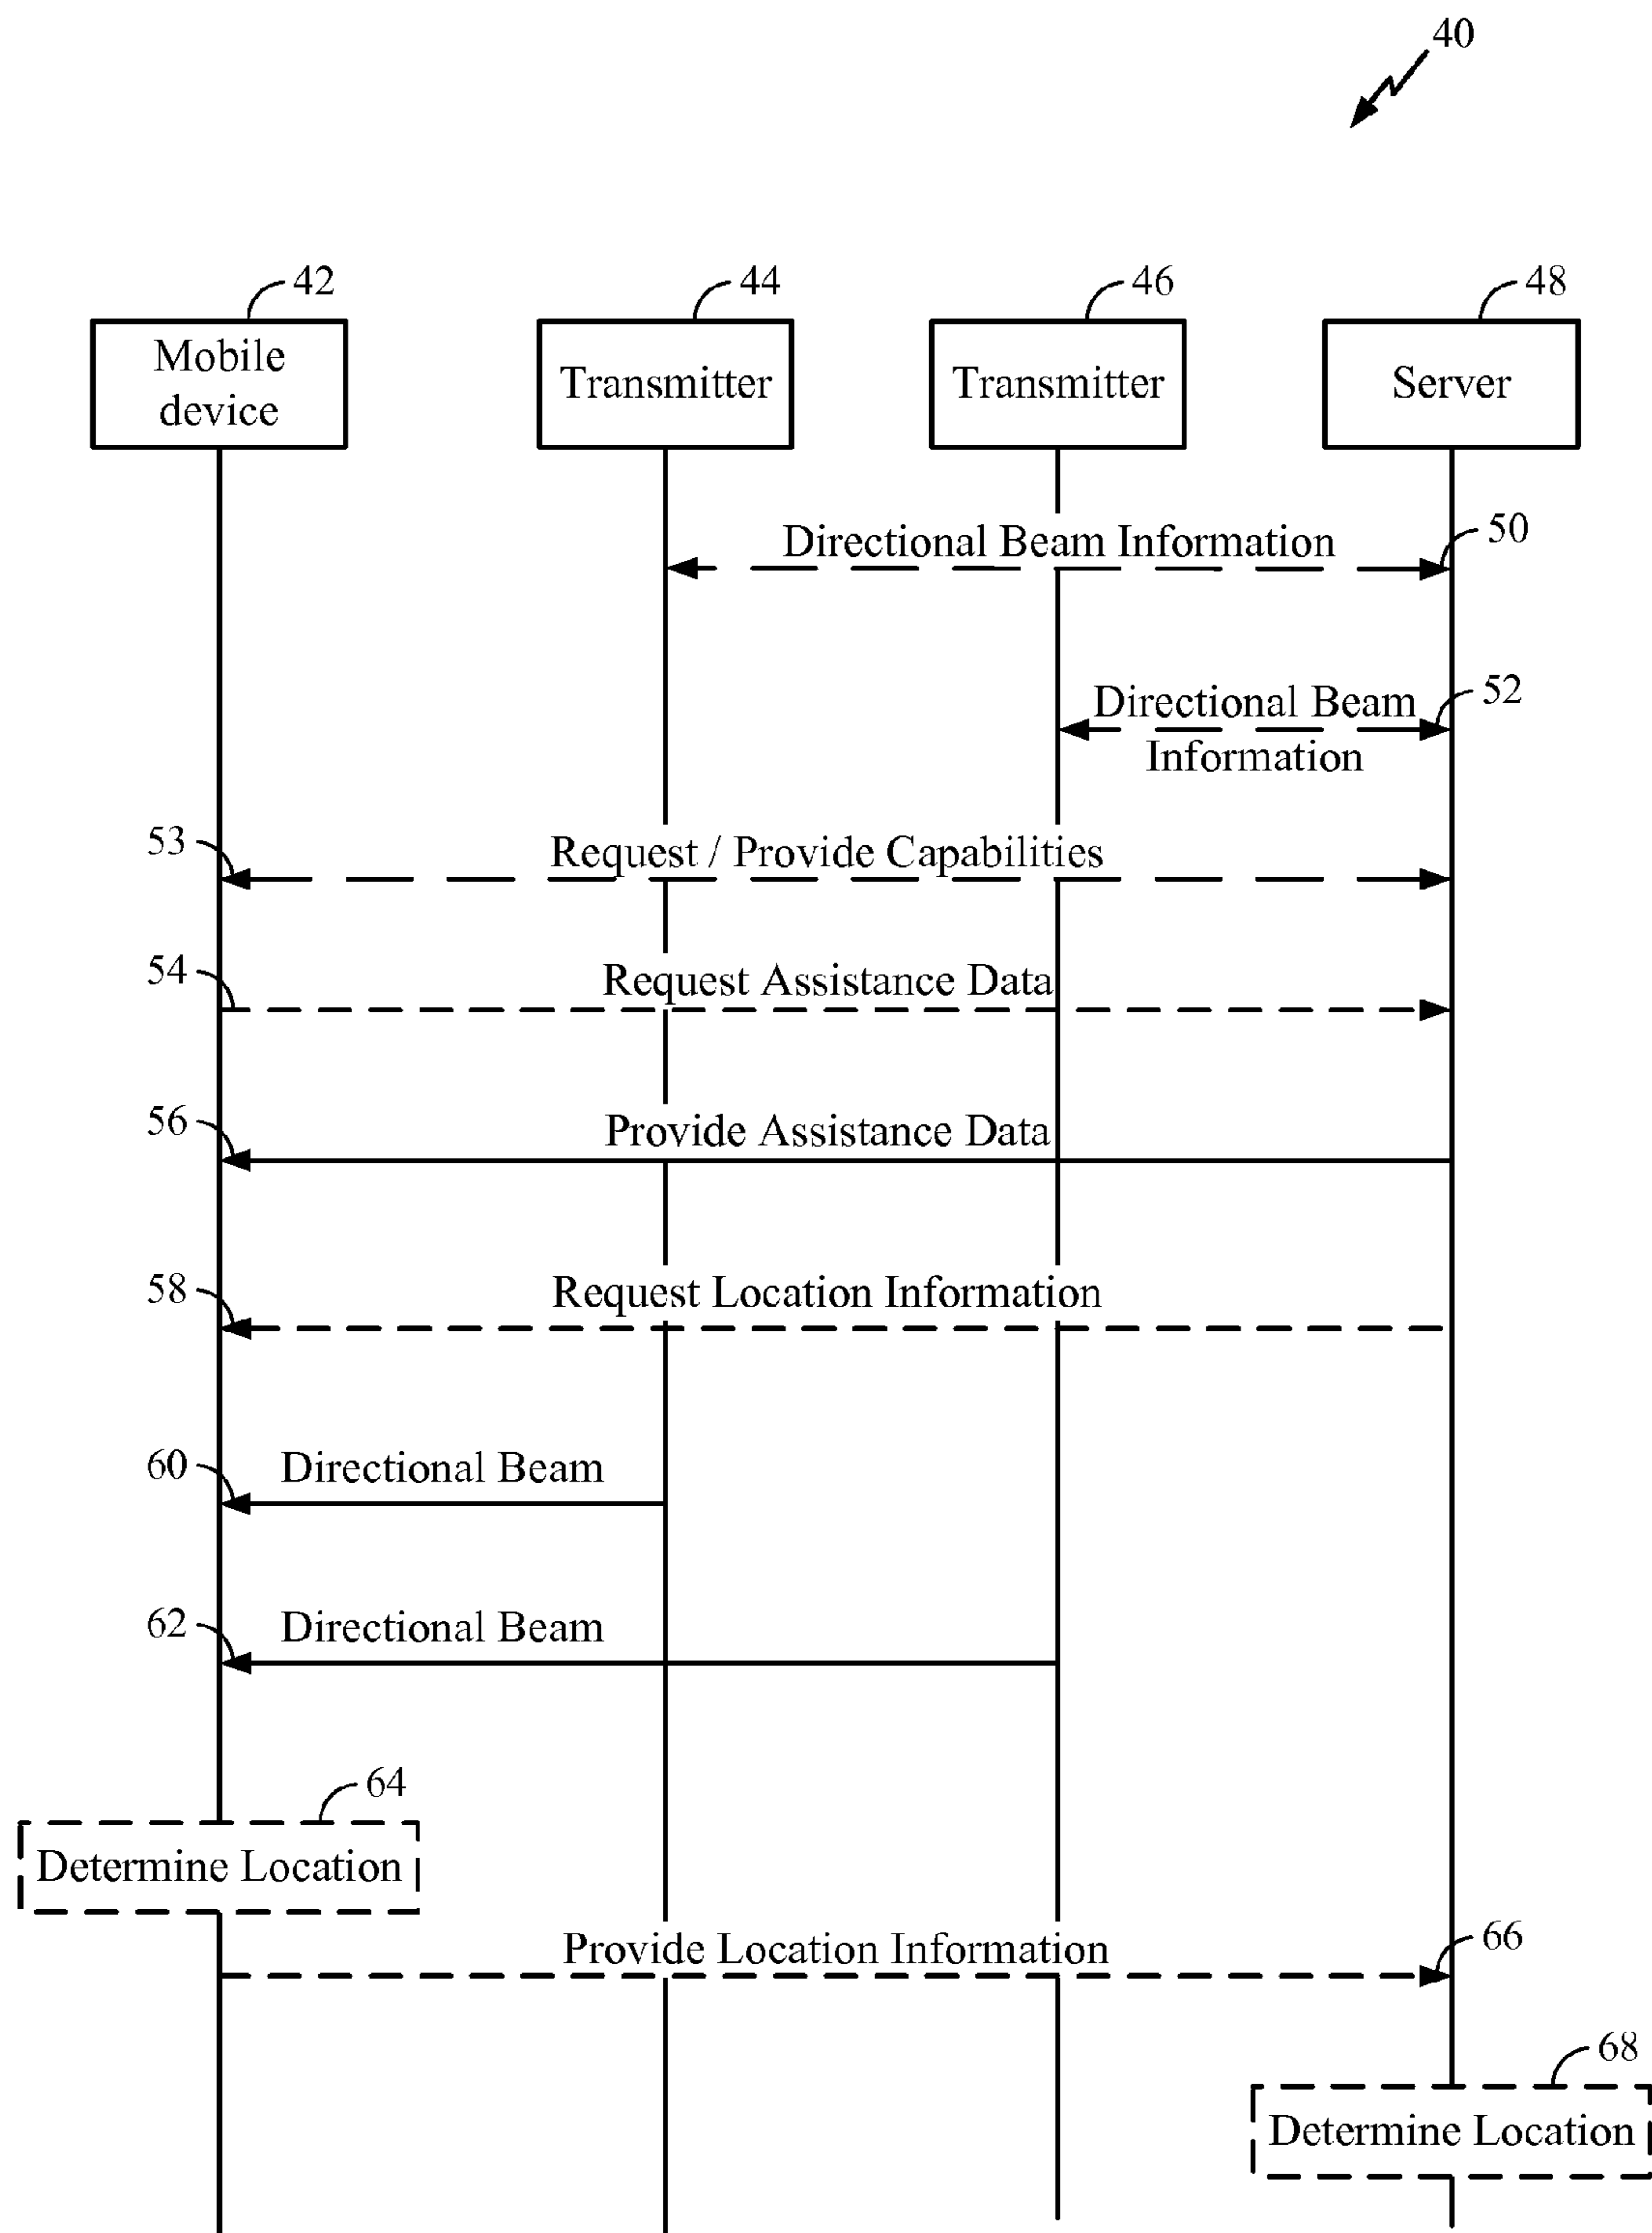 40
42
44
46
48
Mobile
device
Transmitter
Transmitter
Server
Directional Beam Information
50
Directional Beam
Information
52
53
Request / Provide Capabilities
54
Request Assistance Data
56
Provide Assistance Data
58
Request Location Information
60
Directional Beam
62
Directional Beam
64
Determine Location
Provide Location Information
66
68
Determine Location